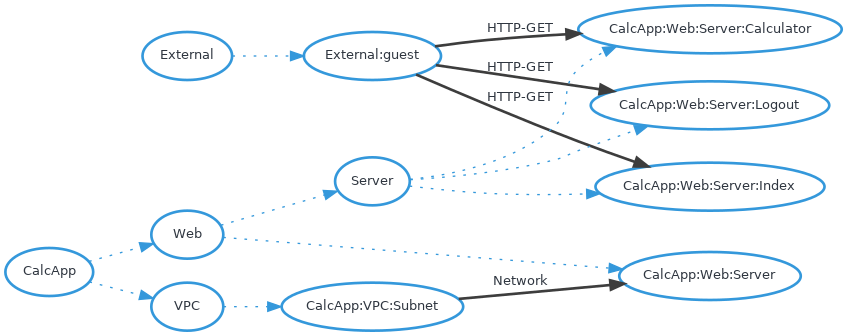 HTTP-GET
CalcApp:Web:Server:Calculator
External
External:guest
HTTP-GET
HTTP-GET
CalcApp:Web:Server:Logout
Server
CalcApp:Web:Server:Index
Web
CalcApp
CalcApp:Web:Server
Network
VPC
CalcApp:VPC:Subnet